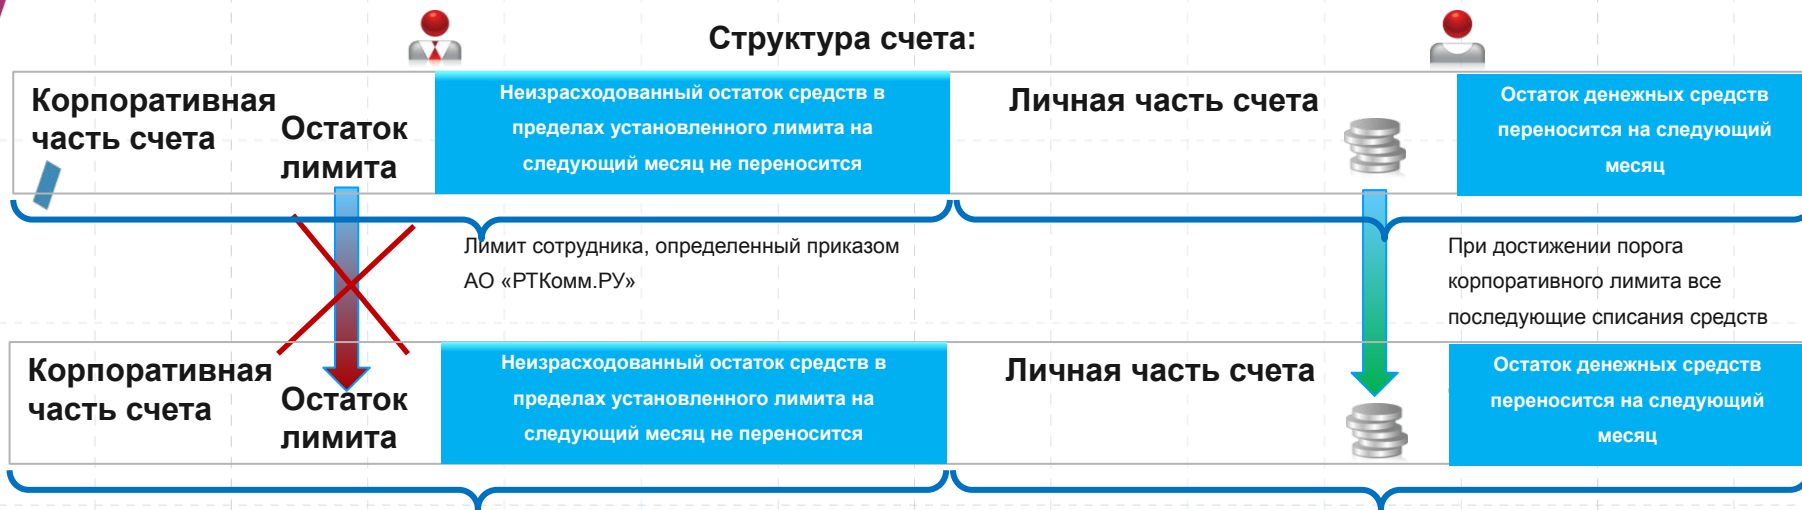 Структура счета:
Корпоративная
часть счета
Остаток
лимита
Неизрасходованный остаток средств в
пределах установленного лимита на
следующий месяц не переносится
Личная часть счета
Остаток денежных средств
переносится на следующий
месяц
Лимит сотрудника, определенный приказом
АО «РТКомм.РУ»
При достижении порога
корпоративного лимита все
последующие списания средств
Корпоративная
часть счета
Остаток
лимита
Неизрасходованный остаток средств в
пределах установленного лимита на
следующий месяц не переносится
Личная часть счета
Остаток денежных средств
переносится на следующий
месяц